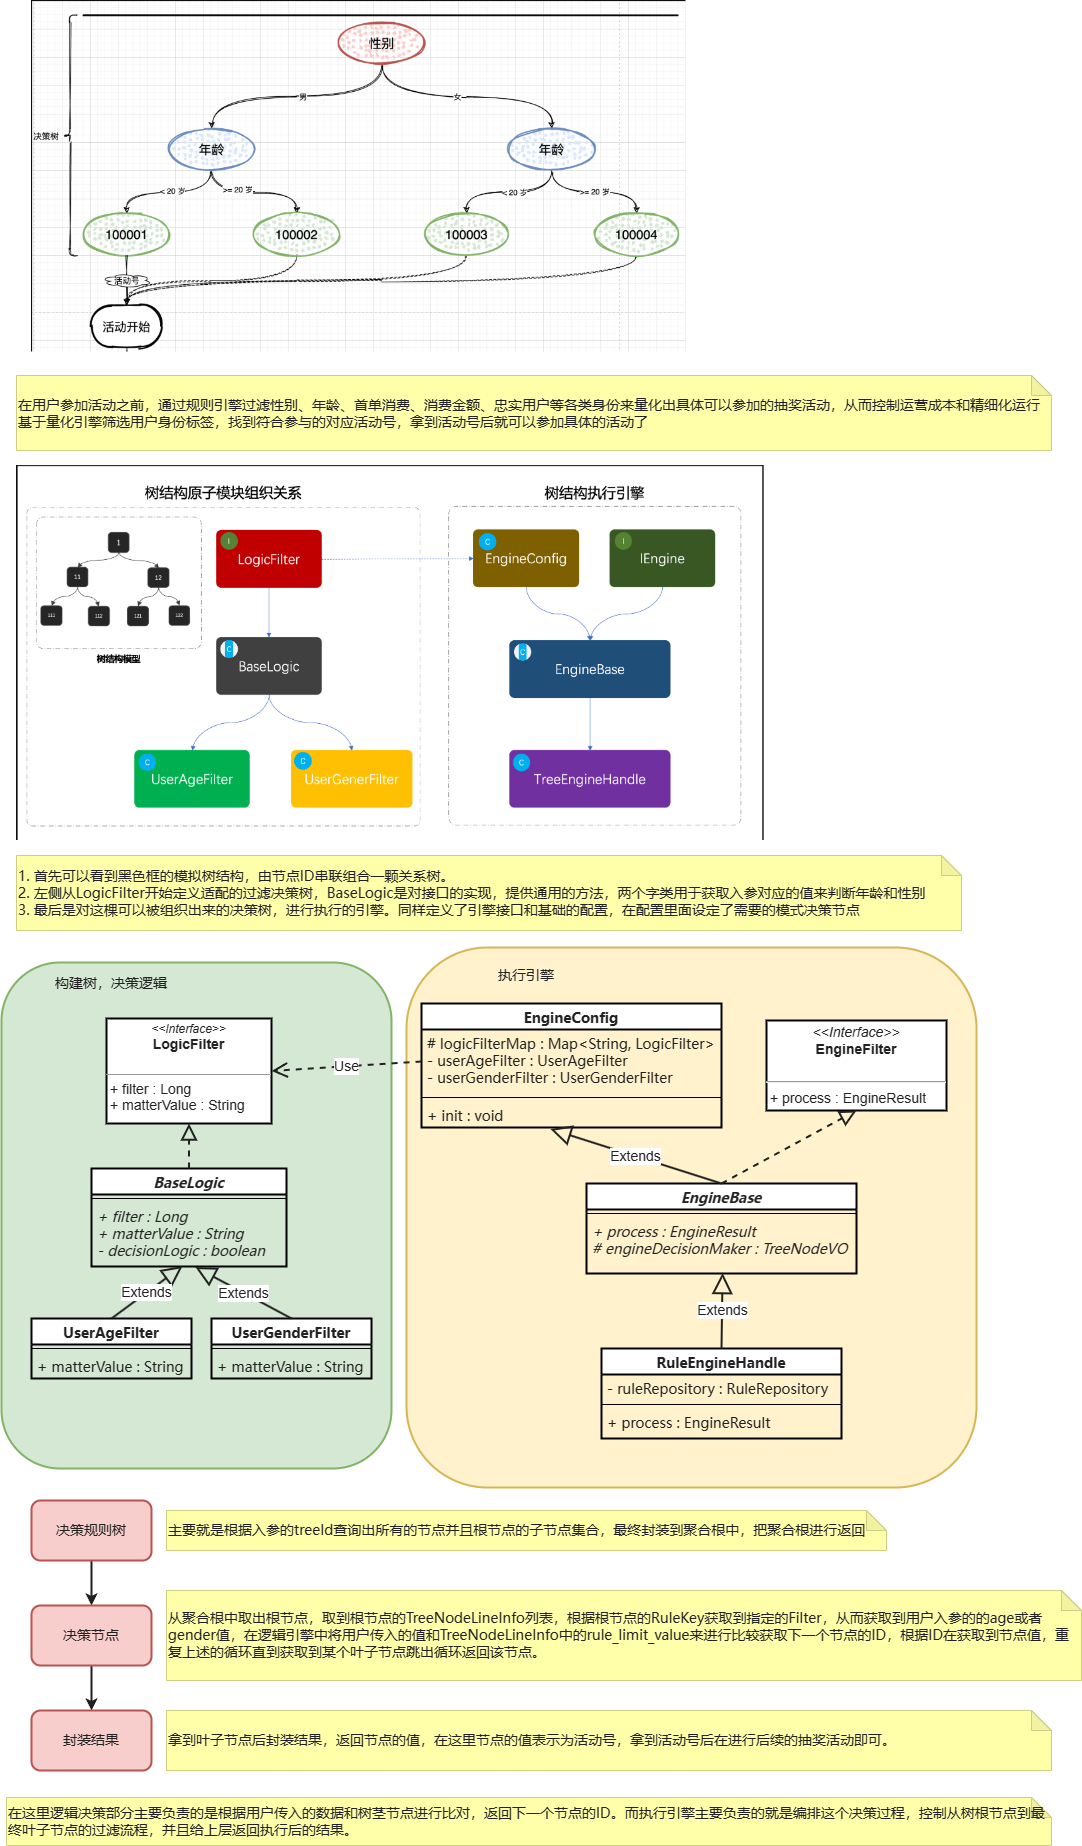 性别
男
女
决策树
年龄
年龄
< 20 岁
>= 20 岁
< 20 岁
>= 20 岁
100001
100002
100003
100004
活动号
活动开始
在用户参加活动之前，通过规则引擎过滤性别、年龄、首单消费、消费金额、忠实用户等各类身份来量化出具体可以参加的抽奖活动，从而控制运营成本和精细化运行
基于量化引擎筛选用户身份标签，找到符合参与的对应活动号，拿到活动号后就可以参加具体的活动了
树结构原子模块组织关系
树结构执行引擎
1
11
12
111
112
121
122
树结构模型
I
LogicFilter
C
BaseLogic
C
UserAgeFilter
C
UserGenerFilter
C
EngineConfig
I
IEngine
C
EngineBase
C
TreeEngineHandle
1. 首先可以看到黑色框的模拟树结构，由节点ID串联组合一颗关系树。
2. 左侧从LogicFilter开始定义适配的过滤决策树，BaseLogic是对接口的实现，提供通用的方法，两个字类用于获取入参对应的值来判断年龄和性别
3. 最后是对这棵可以被组织出来的决策树，进行执行的引擎。同样定义了引擎接口和基础的配置，在配置里面设定了需要的模式决策节点
构建树，决策逻辑
<<Interface>>
LogicFilter
+ filter : Long
+ matterValue : String
BaseLogic
+ filter : Long
+ matterValue : String
- decisionLogic : boolean
Extends
Extends
UserAgeFilter
+ matterValue : String
UserGenderFilter
+ matterValue : String
Use
执行引擎
EngineConfig
# logicFilterMap : Map<String, LogicFilter>
- userAgeFilter : UserAgeFilter
- userGenderFilter : UserGenderFilter
+ init : void
<<Interface>>
EngineFilter
+ process : EngineResult
Extends
EngineBase
+ process : EngineResult
# engineDecisionMaker : TreeNodeVO
Extends
RuleEngineHandle
- ruleRepository : RuleRepository
+ process : EngineResult
决策规则树
主要就是根据入参的treeId查询出所有的节点并且根节点的子节点集合，最终封装到聚合根中，把聚合根进行返回
决策节点
从聚合根中取出根节点，取到根节点的TreeNodeLineInfo列表，根据根节点的RuleKey获取到指定的Filter，从而获取到用户入参的的age或者
gender值，在逻辑引擎中将用户传入的值和TreeNodeLineInfo中的rule_limit_value来进行比较获取下一个节点的ID，根据ID在获取到节点值，重
复上述的循环直到获取到某个叶子节点跳出循环返回该节点。
封装结果
拿到叶子节点后封装结果，返回节点的值，在这里节点的值表示为活动号，拿到活动号后在进行后续的抽奖活动即可。
在这里逻辑决策部分主要负责的是根据用户传入的数据和树茎节点进行比对，返回下一个节点的ID。而执行引擎主要负责的就是编排这个决策过程，控制从树根节点到最
终叶子节点的过滤流程，并且给上层返回执行后的结果。